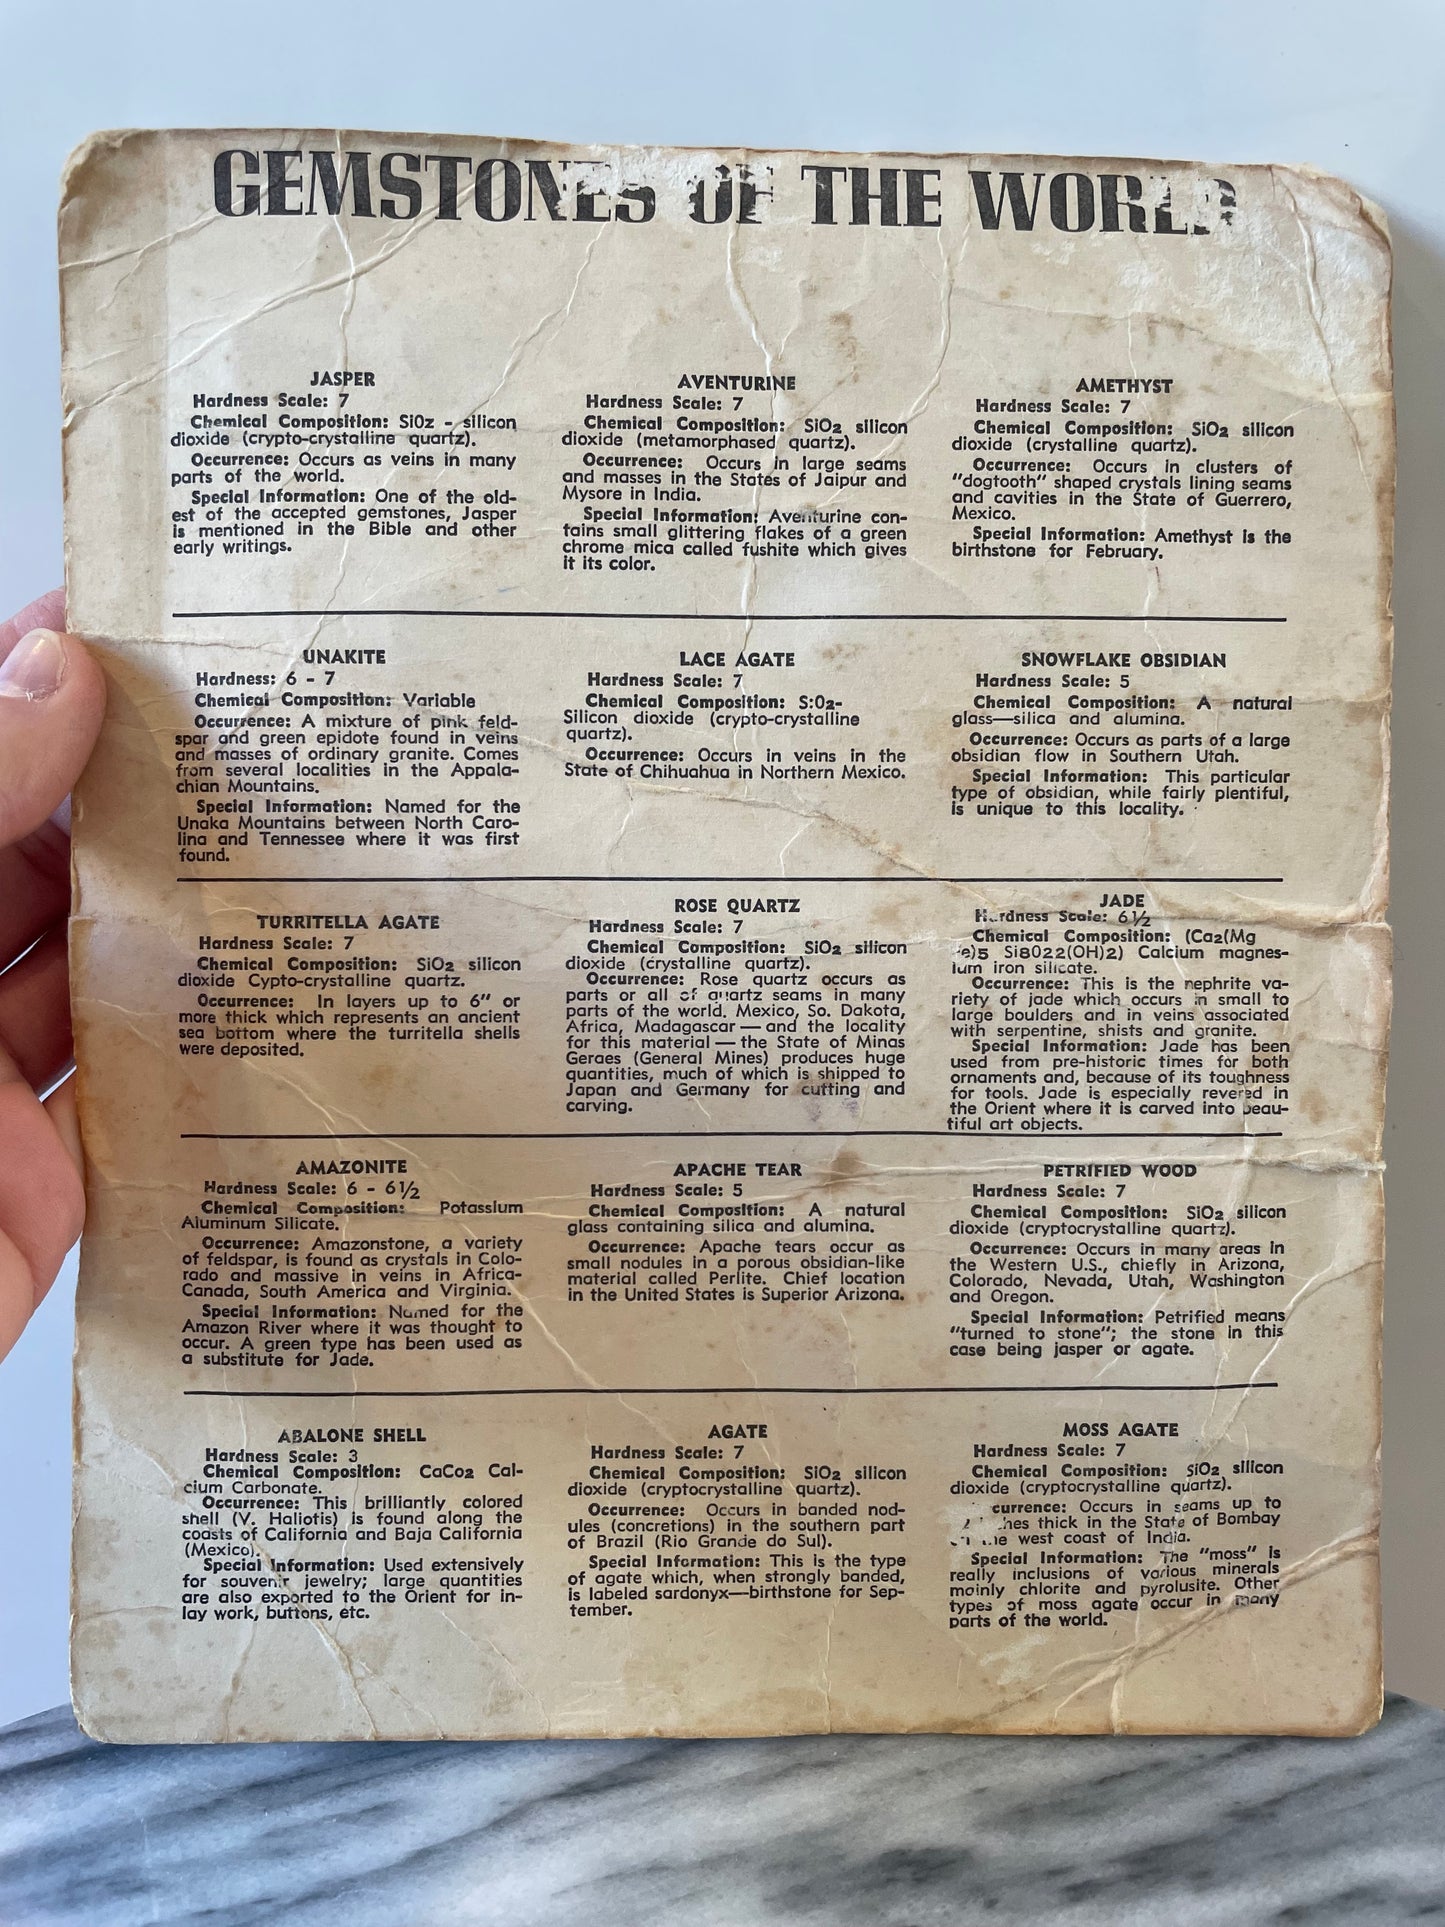 GEMSTONES OF THE WORLD
JASPER
Hardness Scale: 7
Chemical Composition: SiOz - silicon
dioxide (crypto-crystalline quartz).
Occurrence: Occurs as veins in many
parts of the world.
Special Information: One of the old-
est of the accepted gemstones, Jasper
is mentioned in the Bible and other
early writings.
AVENTURINE
Hardness Scale: 7
Chemical Composition: SiO2 silicon
dioxide (metamorphased quartz).
Occurrence: Occurs in large seams
and masses in the States of Jaipur and
Mysore in India.
Special Information: Aventurine con-
tains small glittering flakes of a green
chrome mica called fushite which gives
it its color.
AMETHYST
Hardness Scale: 7
Chemical Composition: SiO2 silicon
dioxide (crystalline quartz).
Occurrence: Occurs in clusters of
"dogtooth" shaped crystals lining seams
and cavities in the State of Guerrero,
Mexico.
Special Information: Amethyst is the
birthstone for February.
UNAKITE
Hardness: 6 - 7
Chemical Composition: Variable
Occurrence: A mixture of pink feld-
spar and green epidote found in veins
and masses of ordinary granite. Comes
from several localities in the Appala-
chian Mountains.
Special Information: Named for the
Unaka Mountains between North Caro-
lina and Tennessee where it was first
found.
LACE AGATE
Hardness Scale: 7
Chemical Composition: S:O2-
Silicon dioxide (crypto-crystalline
quartz).
Occurrence: Occurs in veins in the
State of Chihuahua in Northern Mexico.
SNOWFLAKE OBSIDIAN
Hardness Scale: 5
Chemical Composition: A natural
glass—silica and alumina.
Occurrence: Occurs as parts of a large
obsidian flow in Southern Utah.
Special Information: This particular
type of obsidian, while fairly plentiful,
is unique to this locality.
TURRITELLA AGATE
Hardness Scale: 7
Chemical Composition: SiO2 silicon
dioxide Cypto-crystalline quartz.
Occurrence: In layers up to 6" or
more thick which represents an ancient
sea bottom where the turritella shells
were deposited.
ROSE QUARTZ
Hardness Scale: 7
Chemical Composition: SiO2 silicon
dioxide (crystalline quartz).
Occurrence: Rose quartz occurs as
parts or all of quartz seams in many
parts of the world. Mexico, So. Dakota,
Africa, Madagascar — and the locality
for this material — the State of Minas
Geraes (General Mines) produces huge
quantities, much of which is shipped to
Japan and Germany for cutting and
carving.
JADE
Hardness Scale: 6½
Chemical Composition: (Ca2(Mg
e)5 Si8O22(OH)2) Calcium magnes-
ium iron silicate.
Occurrence: This is the nephrite va-
riety of jade which occurs in small to
large boulders and in veins associated
with serpentine, shists and granite.
Special Information: Jade has been
used from pre-historic times for both
ornaments and, because of its toughness
for tools. Jade is especially revered in
the Orient where it is carved into beau-
tiful art objects.
AMAZONITE
Hardness Scale: 6 - 6½
Chemical Composition: Potassium
Aluminum Silicate.
Occurrence: Amazonstone, a variety
of feldspar, is found as crystals in Colo-
rado and massive in veins in Africa-
Canada, South America and Virginia.
Special Information: Named for the
Amazon River where it was thought to
occur. A green type has been used as
a substitute for Jade.
APACHE TEAR
Hardness Scale: 5
Chemical Composition: A natural
glass containing silica and alumina.
Occurrence: Apache tears occur as
small nodules in a porous obsidian-like
material called Perlite. Chief location
in the United States is Superior Arizona.
PETRIFIED WOOD
Hardness Scale: 7
Chemical Composition: SiO2 silicon
dioxide (cryptocrystalline quartz).
Occurrence: Occurs in many areas in
the Western U.S., chiefly in Arizona,
Colorado, Nevada, Utah, Washington
and Oregon.
Special Information: Petrified means
"turned to stone"; the stone in this
case being jasper or agate.
ABALONE SHELL
Hardness Scale: 3
Chemical Composition: CaCo2 Cal-
cium Carbonate.
Occurrence: This brilliantly colored
shell (V. Haliotis) is found along the
coasts of California and Baja California
(Mexico).
Special Information: Used extensively
for souvenir jewelry; large quantities
are also exported to the Orient for in-
lay work, buttons, etc.
AGATE
Hardness Scale: 7
Chemical Composition: SiO2 silicon
dioxide (cryptocrystalline quartz).
Occurrence: Occurs in banded nod-
ules (concretions) in the southern part
of Brazil (Rio Grande do Sul).
Special Information: This is the type
of agate which, when strongly banded,
is labeled sardonyx—birthstone for Sep-
tember.
MOSS AGATE
Hardness Scale: 7
Chemical Composition: SiO2 silicon
dioxide (cryptocrystalline quartz).
currence: Occurs in seams up to
thick in the State of Bombay
west coast of India.
Special Information: The "moss" is
really inclusions of various minerals
mainly chlorite and pyrolusite. Other
types of moss agate occur in many
parts of the world.